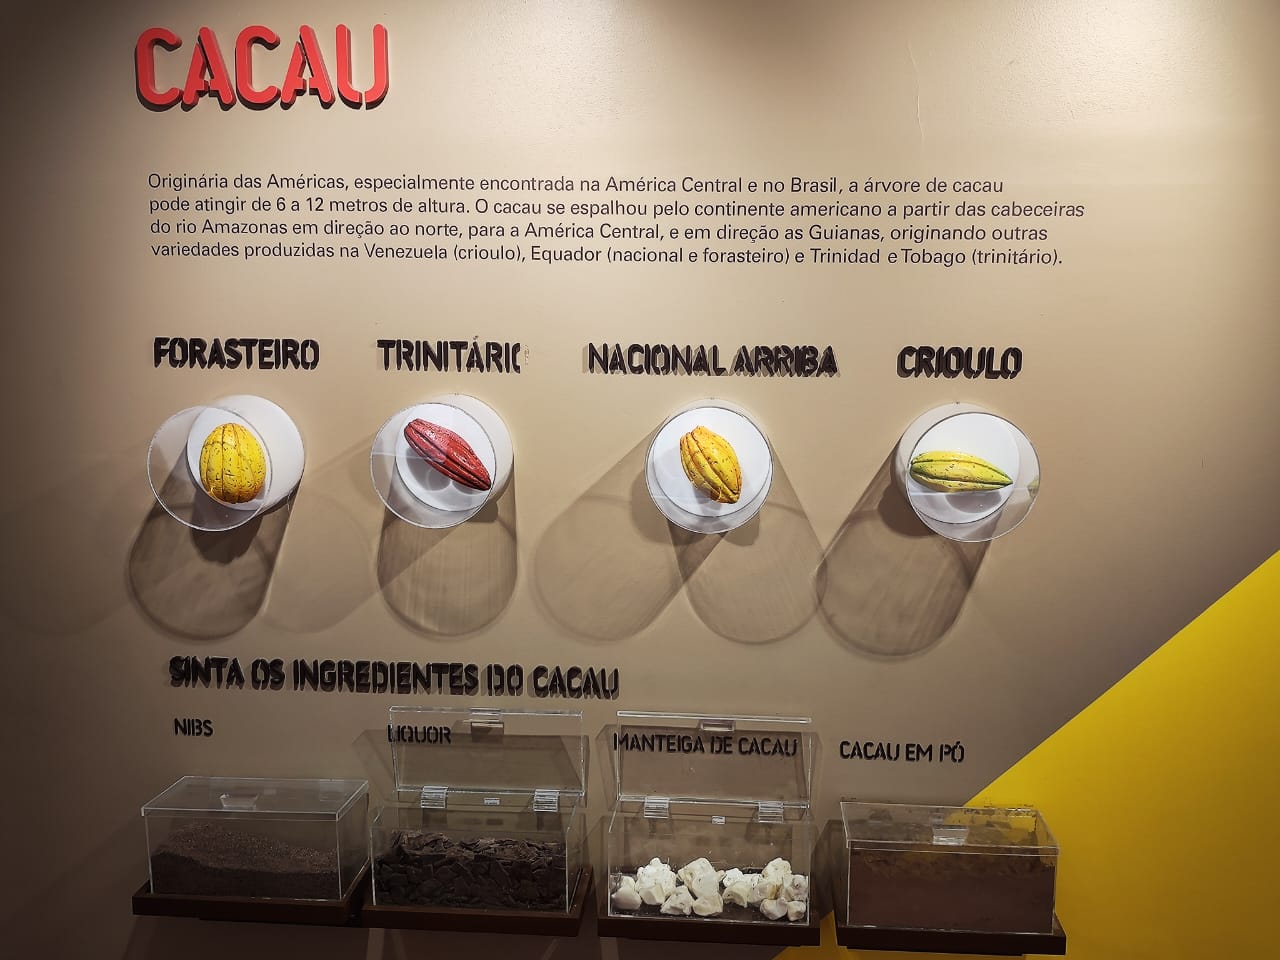 CACAU
Originária das Américas, especialmente encontrada na América Central e no Brasil, a árvore de cacau
pode atingir de 6 a 12 metros de altura. O cacau se espalhou pelo continente americano a partir das cabeceiras
do rio Amazonas em direção ao norte, para a América Central, e em direção as Guianas, originando outras
variedades produzidas na Venezuela (crioulo), Equador (nacional e forasteiro) e Trinidad e Tobago (trinitário).
FORASTEIRO
TRINITÁRIO
NACIONAL ARRIBA
CRIOULO
SINTA OS INGREDIENTES DO CACAU
NIBS
LIQUOR
MANTEIGA DE CACAU
CACAU EM PÓ